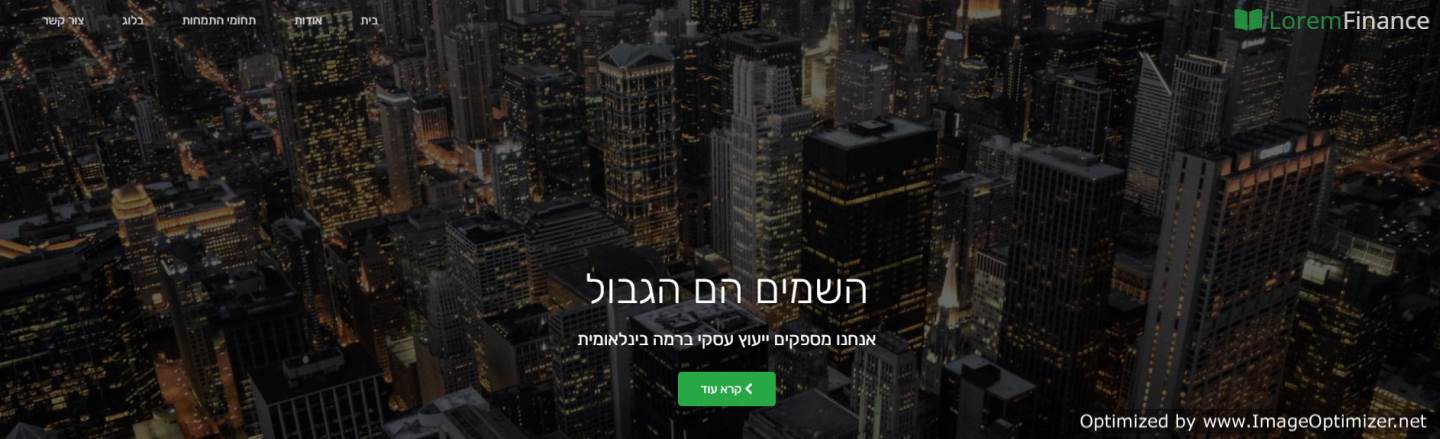 LoremFinance
בית
אודות
תחומי התמחות
בלוג
צור קשר
השמים הם הגבול
אנחנו מספקים ייעוץ עסקי ברמה בינלאומית
קרא עוד
Optimized by www.ImageOptimizer.net